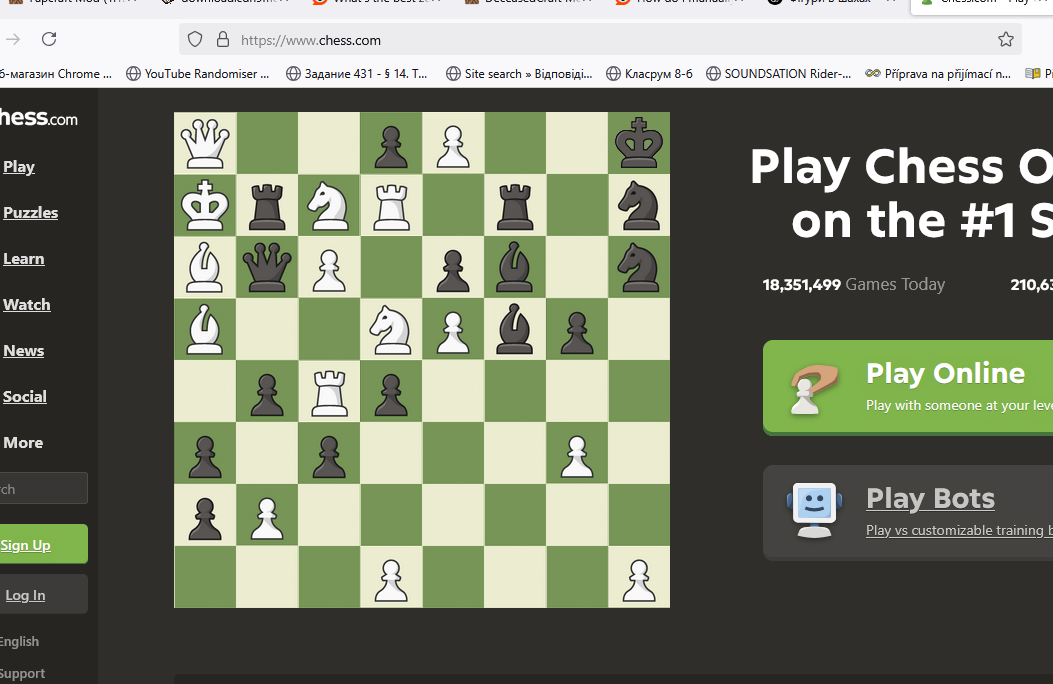 https://www.chess.com
б-магазин Chrome ...
YouTube Randomiser ...
Задание 431 - § 14. Т...
Site search » Відповіді...
Класрум 8-б
SOUNDSATION Rider-...
Příprava na přijímací n...
hess.com
Play
Puzzles
Learn
Watch
News
Social
More
rch
Sign Up
Log In
English
Support
Play Chess O
on the #1 S
18,351,499 Games Today
210,63
Play Online
Play with someone at your leve
Play Bots
Play vs customizable training b